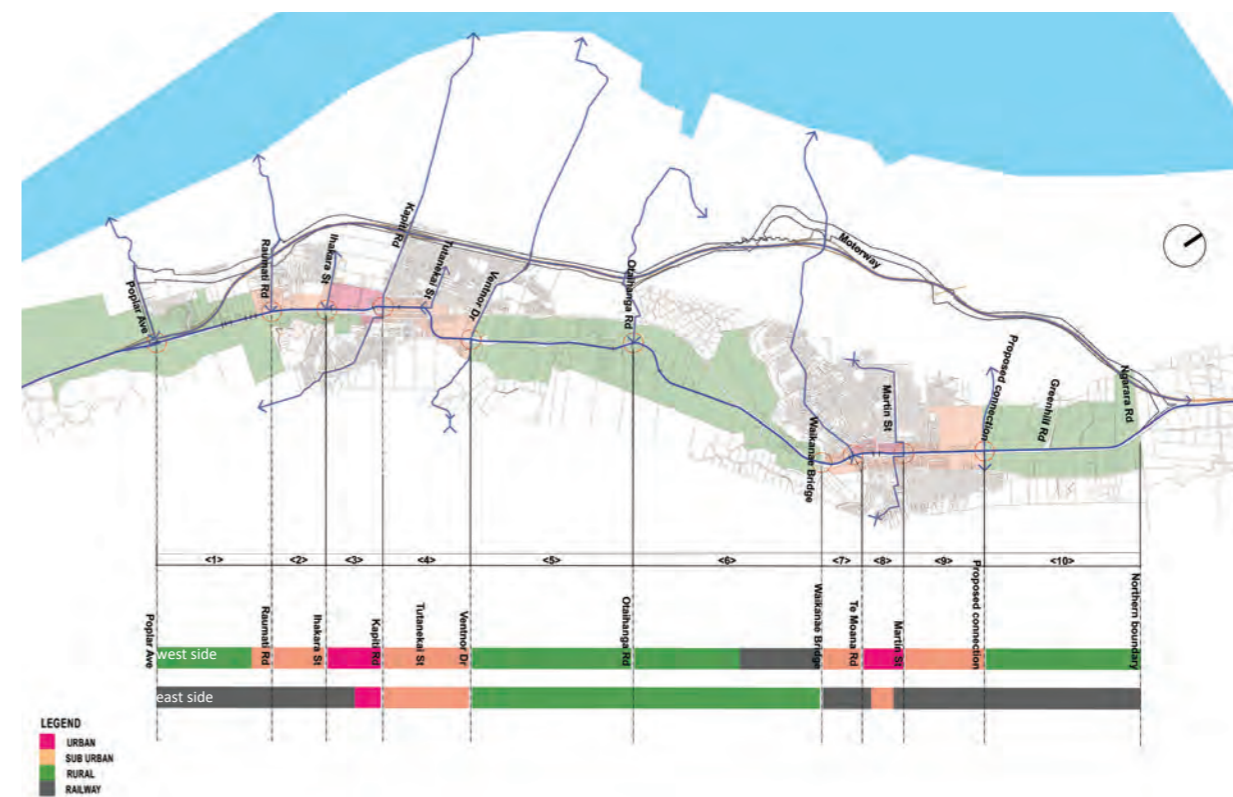 Poplar Ave
Raumati Rd
Ihakara St
Kapiti Rd
Tutanekai St
Ventnor Dr
Otaihanga Rd
Motorway
Waikanae Bridge
Martin St
Proposed connection
Greenhill Rd
Ngarara Rd
<1>
<2>
<3>
<4>
<5>
<6>
<7>
<8>
<9>
<10>
Poplar Ave
Raumati Rd
Ihakara St
Kapiti Rd
Tutanekai St
Ventnor Dr
Otaihanga Rd
Waikanae Bridge
Te Moana Rd
Martin St
Proposed connection
Northern boundary
west side
east side
LEGEND
URBAN
SUB URBAN
RURAL
RAILWAY